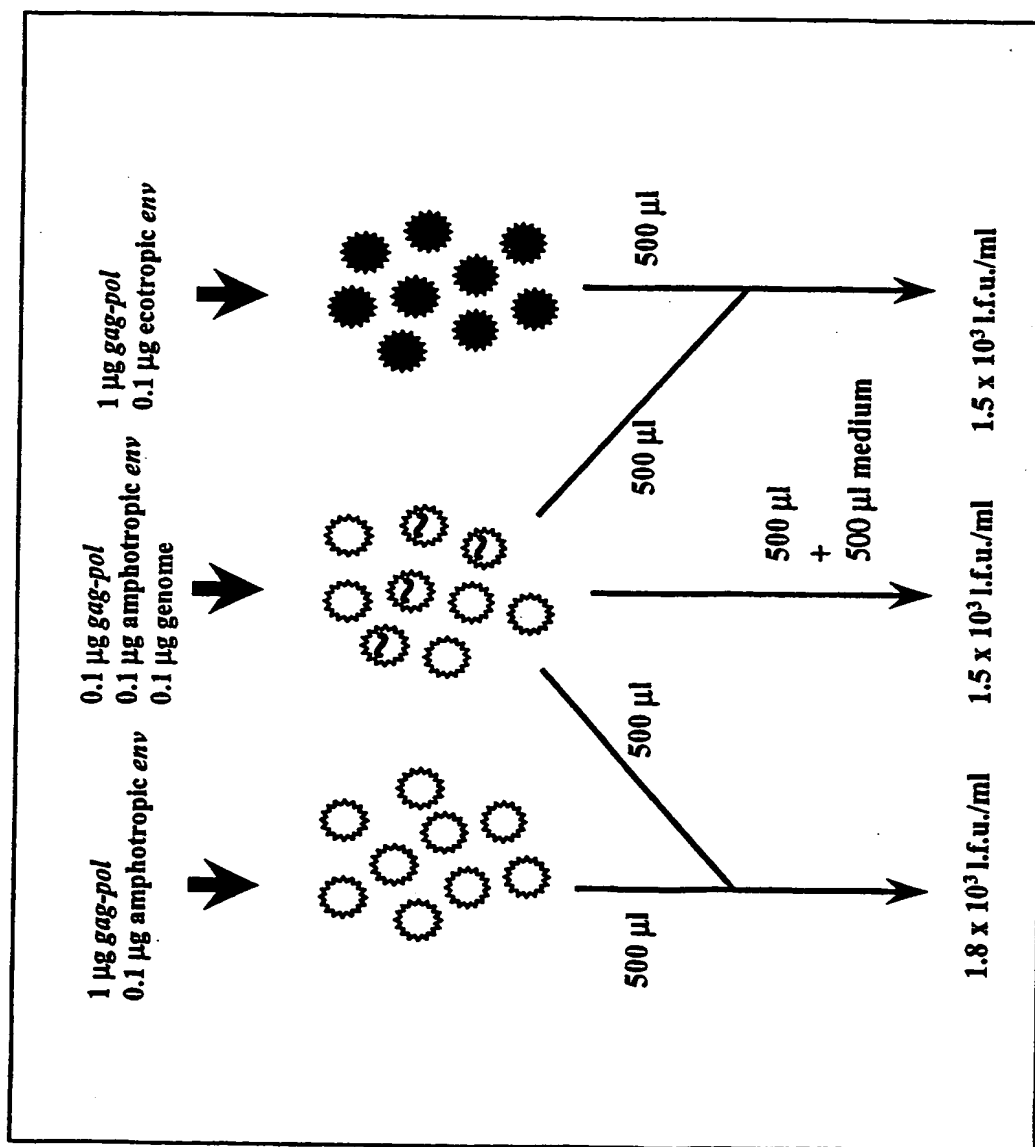 1 µg gag-pol
0.1 µg amphotropic env
0.1 µg gag-pol
0.1 µg amphotropic env
0.1 µg genome
1 µg gag-pol
0.1 µg ecotropic env
500 µl
500 µl
500 µl
+
500 µl medium
500 µl
500 µl
1.8 x 10³ l.f.u./ml
1.5 x 10³ l.f.u./ml
1.5 x 10³ l.f.u./ml